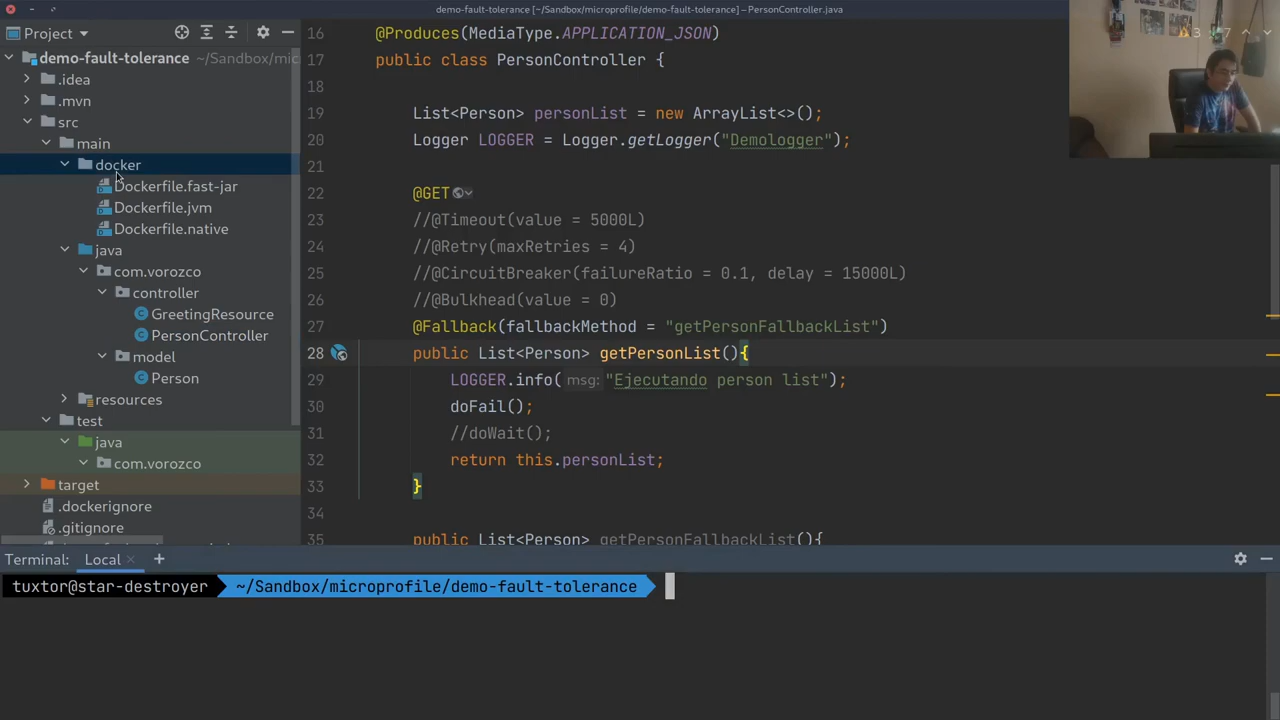 demo-fault-tolerance [~/Sandbox/microprofile/demo-fault-tolerance] – PersonController.java
Project
demo-fault-tolerance ~/Sandbox/mic
.idea
.mvn
src
main
docker
Dockerfile.fast-jar
Dockerfile.jvm
Dockerfile.native
java
com.vorozco
controller
GreetingResource
PersonController
model
Person
resources
test
java
com.vorozco
target
.dockerignore
.gitignore
3 7
16 @Produces(MediaType.APPLICATION_JSON)
17 public class PersonController {
18
19 List<Person> personList = new ArrayList<>();
20 Logger LOGGER = Logger.getLogger("Demologger");
21
22 @GET
23 //@Timeout(value = 5000L)
24 //@Retry(maxRetries = 4)
25 //@CircuitBreaker(failureRatio = 0.1, delay = 15000L)
26 //@Bulkhead(value = 0)
27 @Fallback(fallbackMethod = "getPersonFallbackList")
28 public List<Person> getPersonList(){
29 LOGGER.info( msg: "Ejecutando person list");
30 doFail();
31 //doWait();
32 return this.personList;
33 }
34
35 public List<Person> getPersonFallbackList(){
Terminal: Local × +
tuxtor@star-destroyer ~/Sandbox/microprofile/demo-fault-tolerance